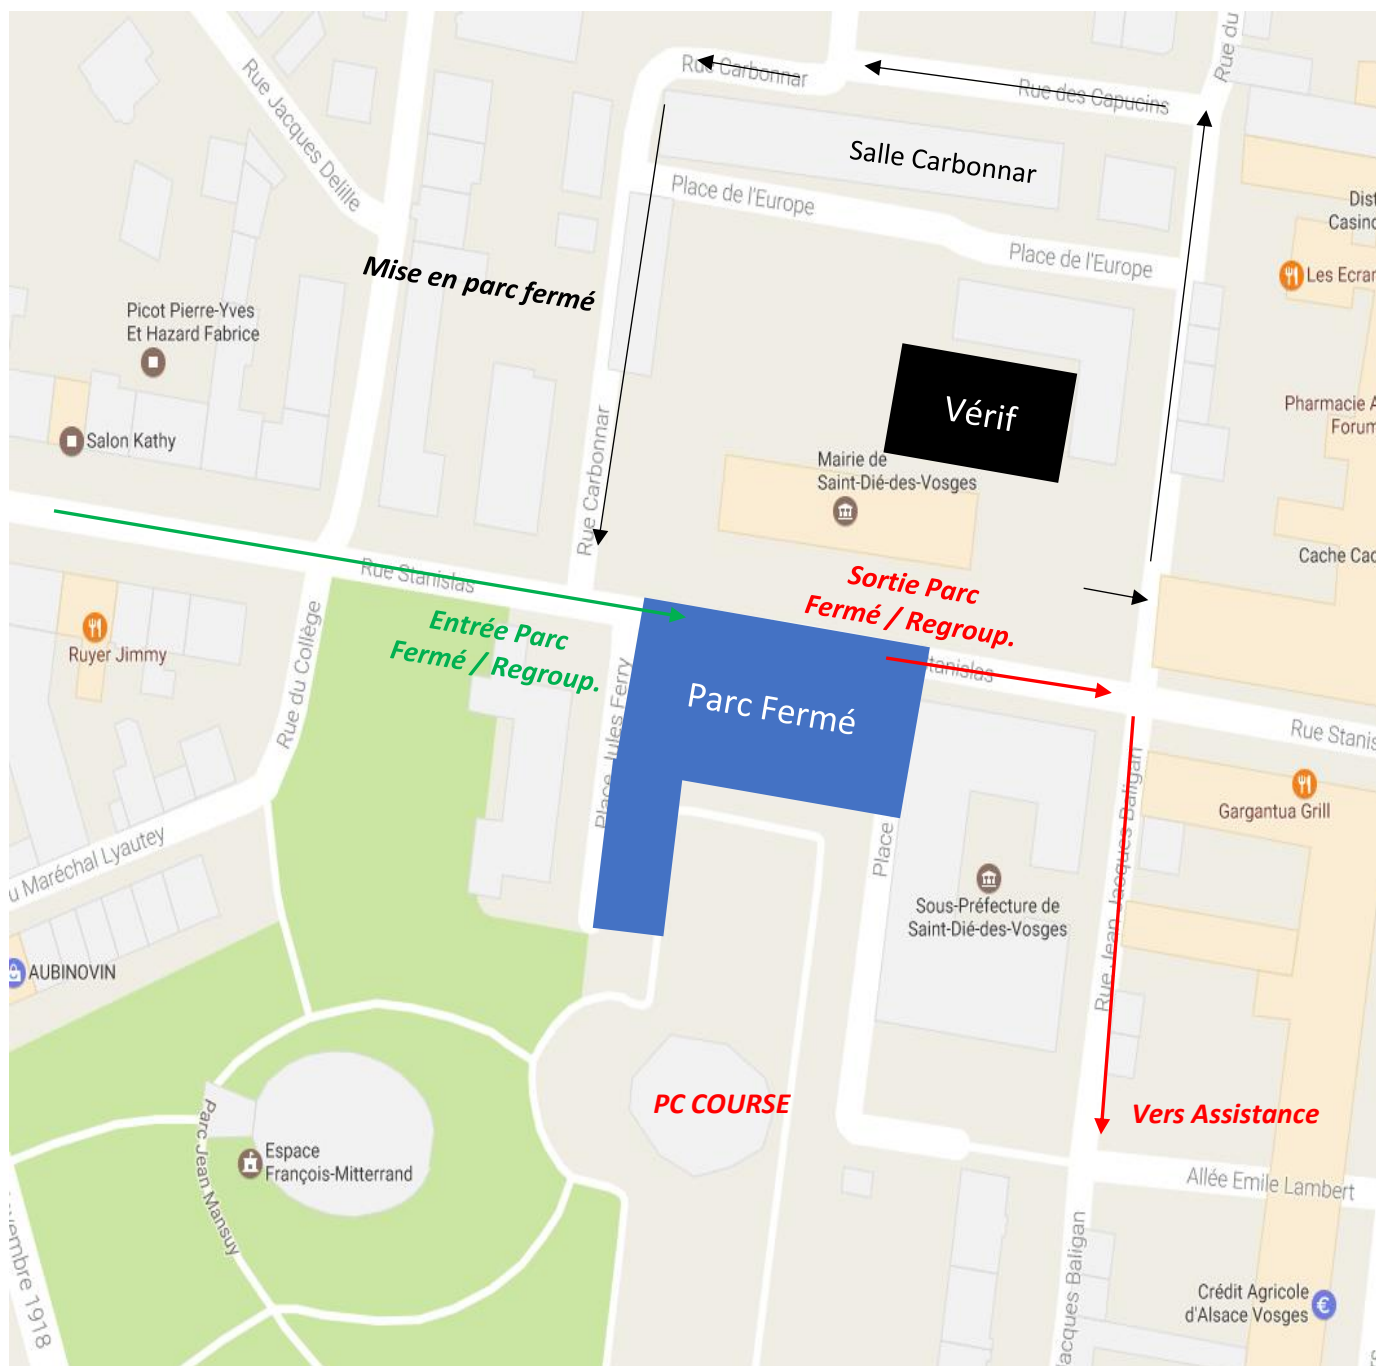 Rue du
Rue Carbonnar
Rue des Capucins
Rue Jacques Delille
Salle Carbonnar
Place de l'Europe
Place de l'Europe
Dist
Casino
Les Ecran
Mise en parc fermé
Picot Pierre-Yves
Et Hazard Fabrice
Vérif
Pharmacie A
Forum
Salon Kathy
Rue Carbonnar
Mairie de
Saint-Dié-des-Vosges
Cache Cac
Rue Stanislas
Sortie Parc
Fermé / Regroup.
Entrée Parc
Fermé / Regroup.
Ruyer Jimmy
Rue du Collège
tanislas
Parc Fermé
Place Jules Ferry
Rue Stanis
Gargantua Grill
Place
u Maréchal Lyautey
Rue Jean Jacques Baligan
Sous-Préfecture de
Saint-Dié-des-Vosges
AUBINOVIN
PC COURSE
Vers Assistance
Parc Jean Mansuy
Espace
François-Mitterrand
Allée Emile Lambert
vembre 1918
acques Baligan
Crédit Agricole
d'Alsace Vosges